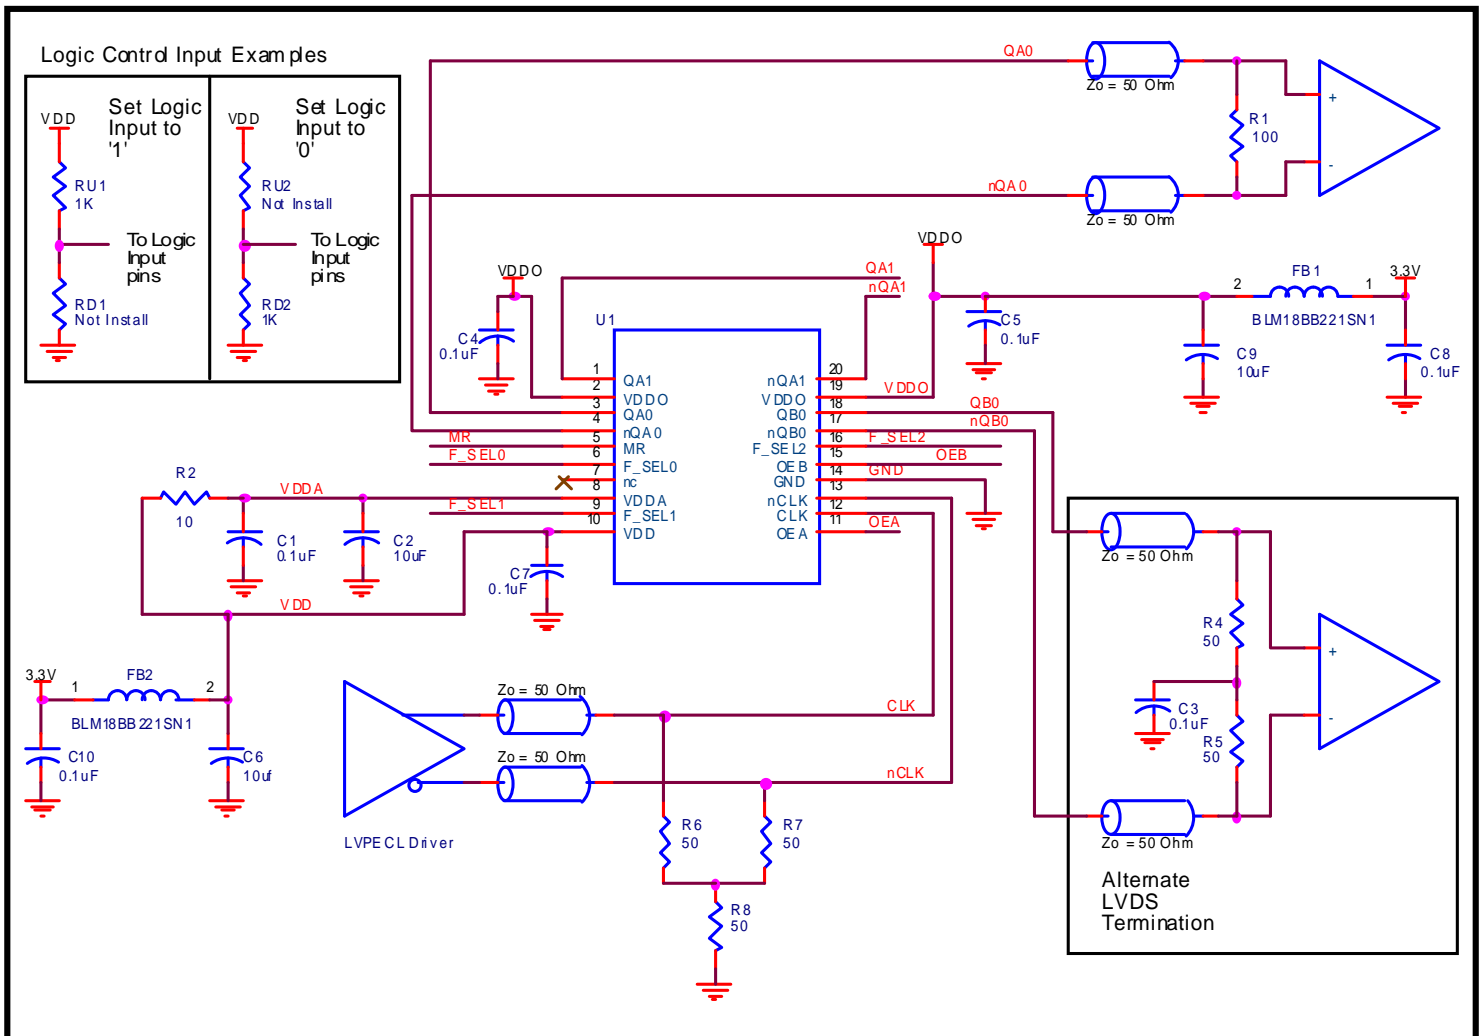 Logic Control Input Examples
VDD
Set Logic
Input to
'1'
RU1
1K
To Logic
Input
pins
RD1
Not Install
VDD
Set Logic
Input to
'0'
RU2
Not Install
To Logic
Input
pins
RD2
1K
QA0
Zo = 50 Ohm
R1
100
+
-
nQA0
Zo = 50 Ohm
VDDO
C4
0.1uF
QA1
nQA1
VDDO
C5
0.1uF
C9
10uF
2
FB1
1
BLM18BB221SN1
3.3V
C8
0.1uF
U1
1
QA1
2
VDDO
3
QA0
4
nQA0
5
MR
6
F_SEL0
7
nc
8
VDDA
9
F_SEL1
10
VDD
20
nQA1
19
VDDO
18
QB0
17
nQB0
16
F_SEL2
15
OEB
14
GND
13
nCLK
12
CLK
11
OEA
MR
F_SEL0
VDDA
F_SEL1
VDDO
QB0
nQB0
F_SEL2
OEB
GND
OEA
R2
10
C1
0.1uF
C2
10uF
C7
0.1uF
VDD
3.3V
1
FB2
2
BLM18BB221SN1
C10
0.1uF
C6
10uf
LVPECL Driver
Zo = 50 Ohm
Zo = 50 Ohm
CLK
nCLK
R6
50
R7
50
R8
50
Zo = 50 Ohm
R4
50
C3
0.1uF
R5
50
+
-
Zo = 50 Ohm
Alternate
LVDS
Termination